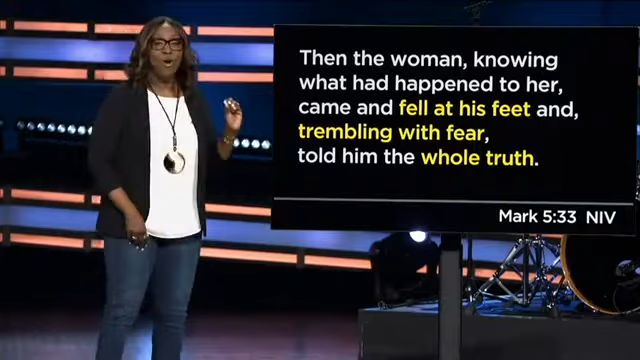 Then the woman, knowing
what had happened to her,
came and fell at his feet and,
trembling with fear,
told him the whole truth.
Mark 5:33 NIV